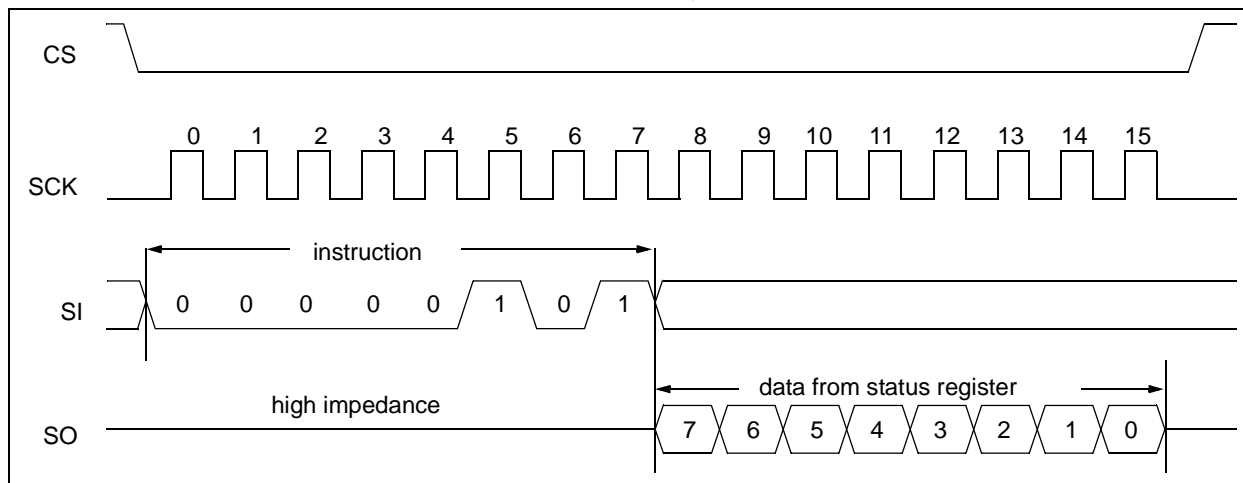 CS
0 1 2 3 4 5 6 7 8 9 10 11 12 13 14 15
SCK
instruction
SI 0 0 0 0 0 1 0 1
data from status register
high impedance
SO 7 6 5 4 3 2 1 0